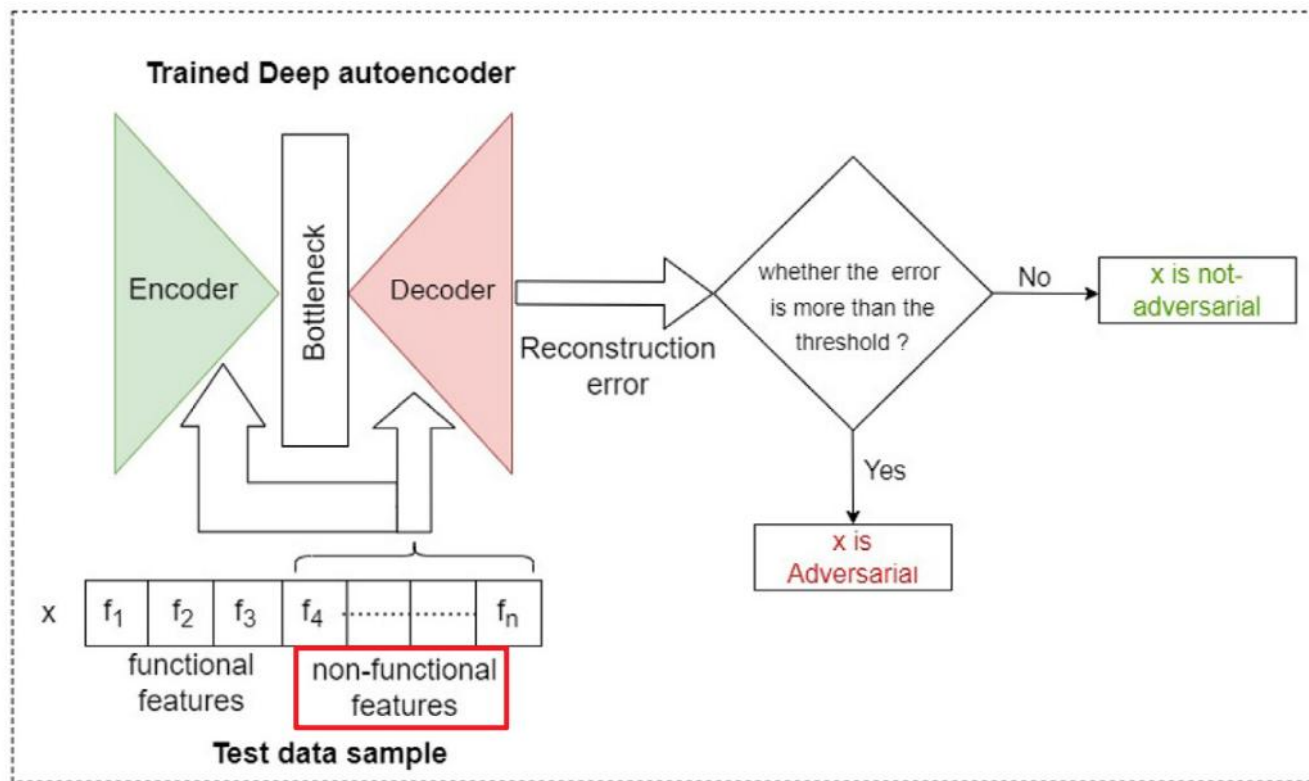 Trained Deep autoencoder
Encoder
Bottleneck
Decoder
Reconstruction
error
whether the error
is more than the
threshold ?
No
x is not-
adversarial
Yes
x is
Adversarial
x f1 f2 f3 f4 ................ fn
functional
features
non-functional
features
Test data sample